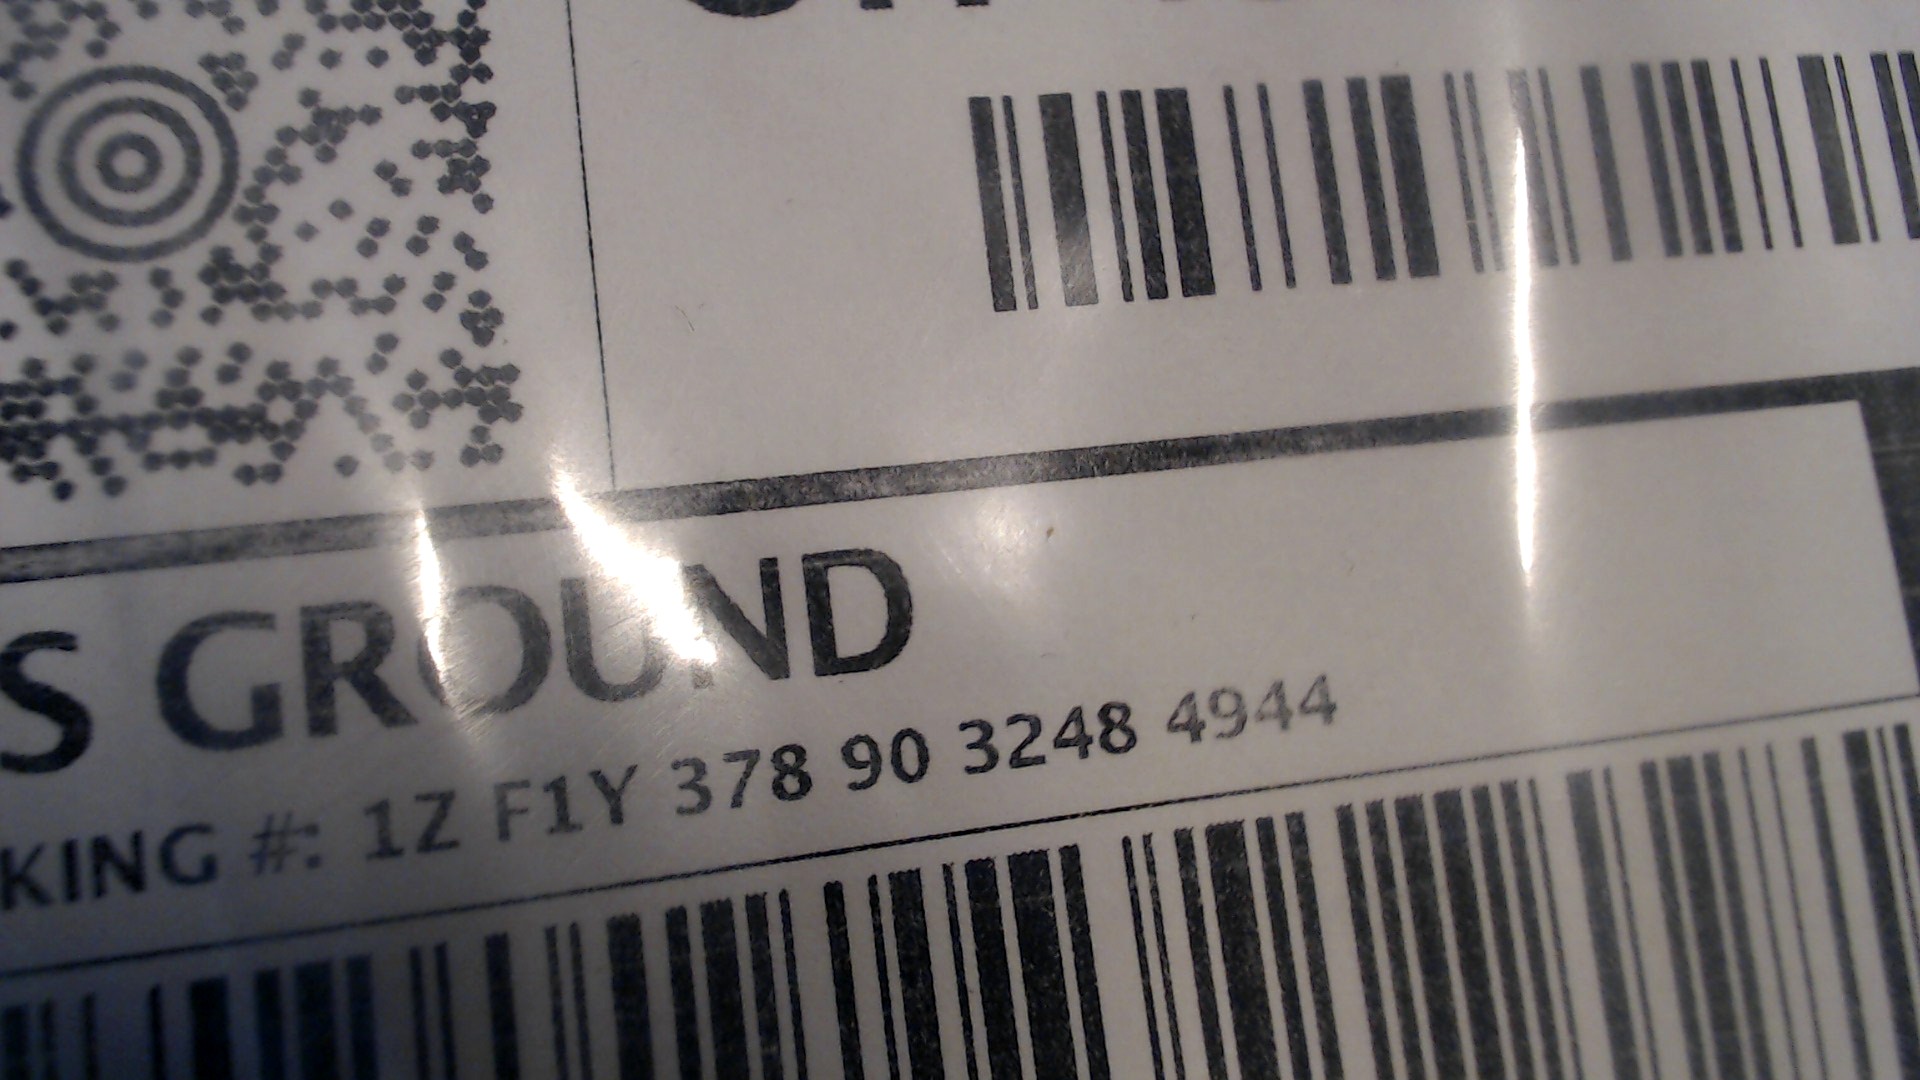 S GROUND
KING #: 1Z F1Y 378 90 3248 4944